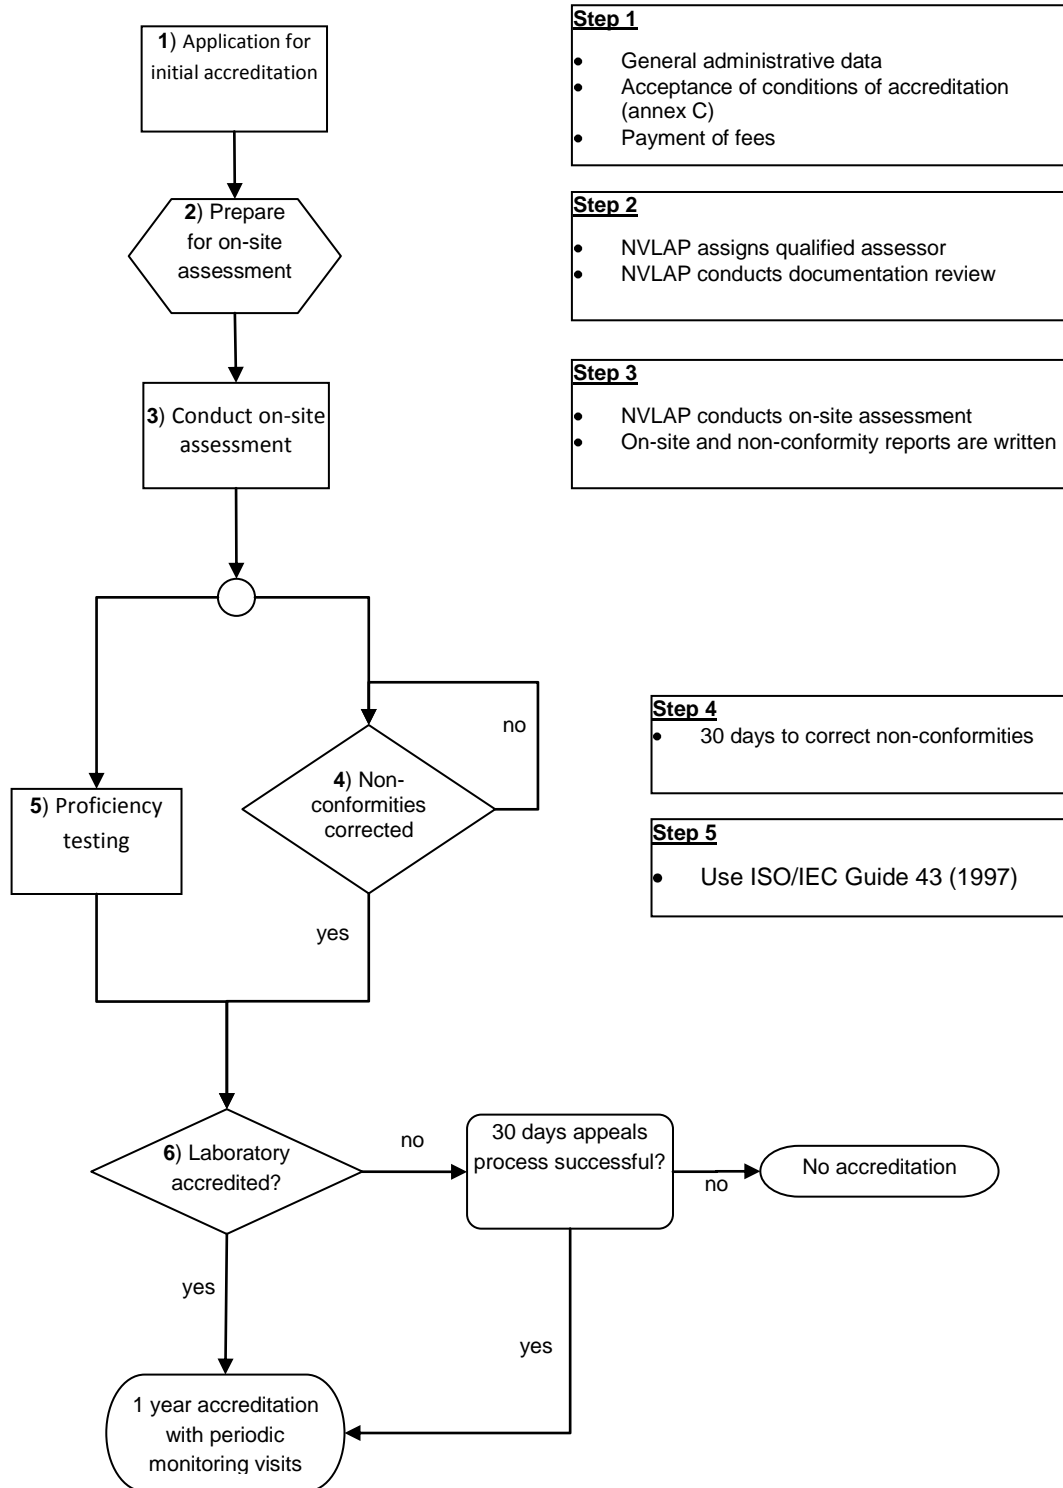 1) Application for
initial accreditation
Step 1
• General administrative data
• Acceptance of conditions of accreditation
(annex C)
• Payment of fees
2) Prepare
for on-site
assessment
Step 2
• NVLAP assigns qualified assessor
• NVLAP conducts documentation review
3) Conduct on-site
assessment
Step 3
• NVLAP conducts on-site assessment
• On-site and non-conformity reports are written
no
4) Non-
conformities
corrected
Step 4
• 30 days to correct non-conformities
5) Proficiency
testing
Step 5
• Use ISO/IEC Guide 43 (1997)
yes
6) Laboratory
accredited?
no
30 days appeals
process successful?
no
No accreditation
yes
yes
1 year accreditation
with periodic
monitoring visits